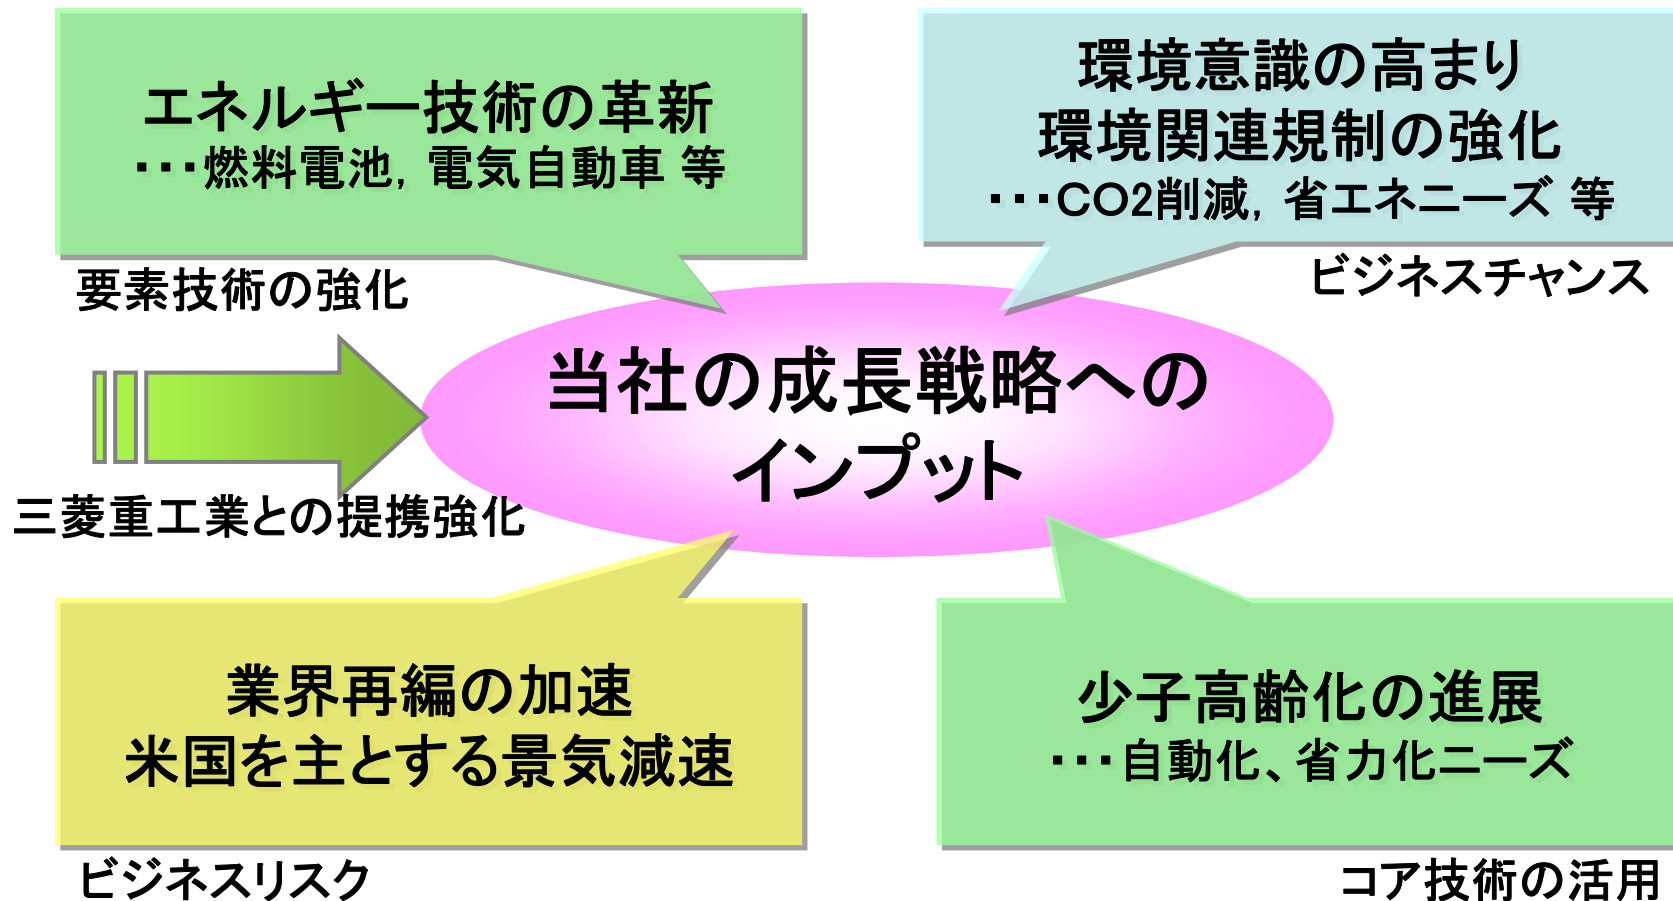 エネルギー技術の革新
・・・燃料電池, 電気自動車 等
要素技術の強化
環境意識の高まり
環境関連規制の強化
・・・CO2削減, 省エネニーズ 等
ビジネスチャンス
当社の成長戦略への
インプット
三菱重工業との提携強化
業界再編の加速
米国を主とする景気減速
ビジネスリスク
少子高齢化の進展
・・・自動化、省力化ニーズ
コア技術の活用